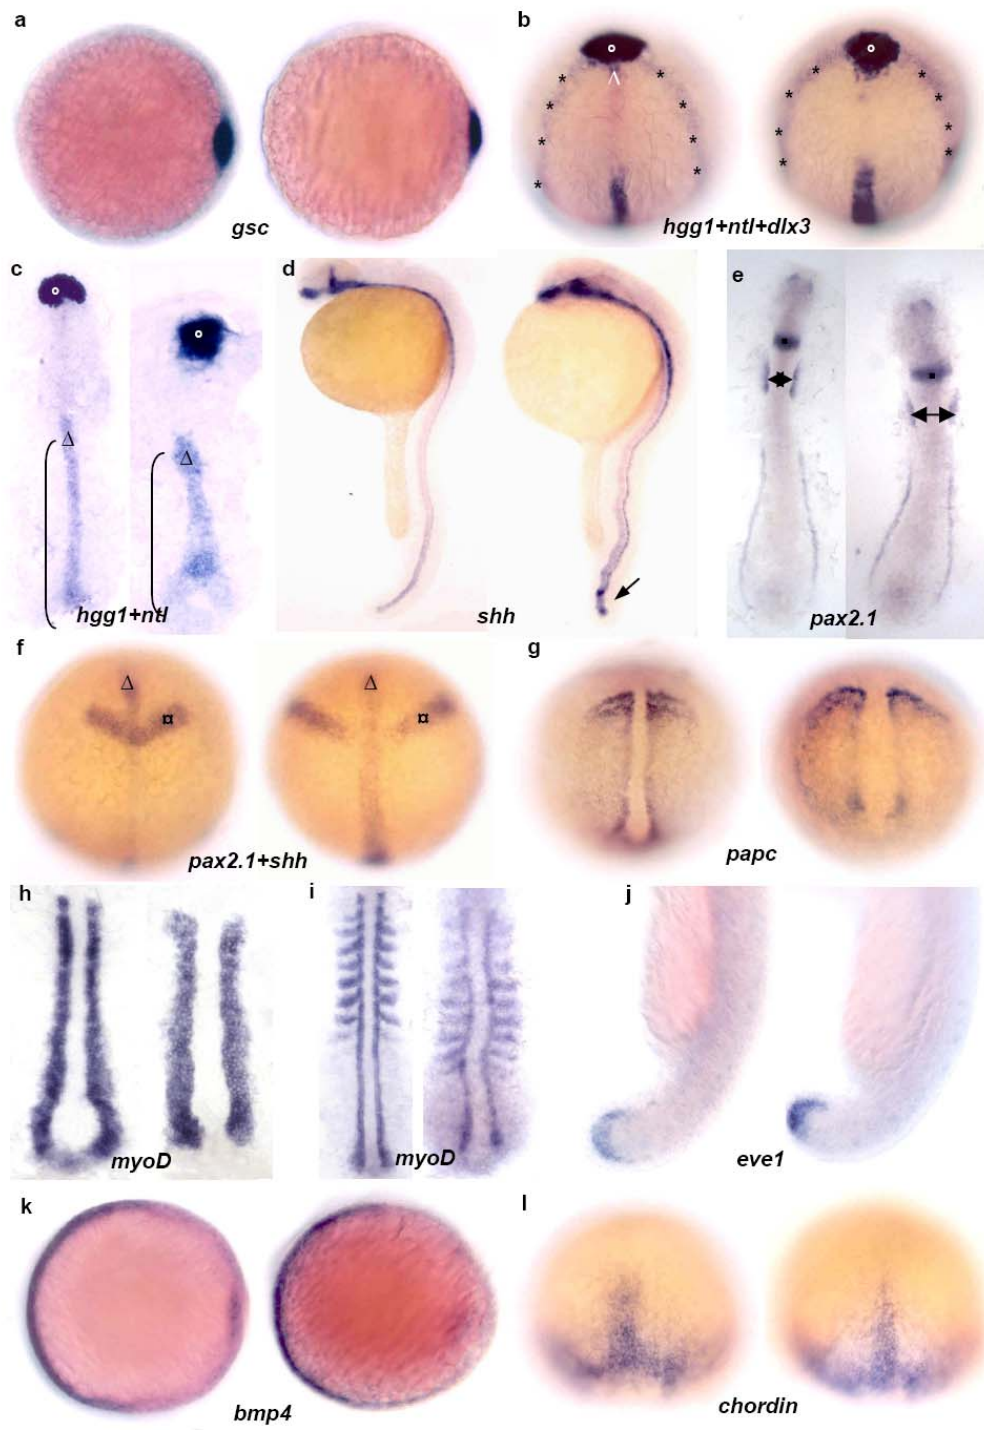 a
b
gsc
hgg1+ntl+dlx3
c
d
e
hgg1+ntl
shh
pax2.1
f
g
pax2.1+shh
papc
h
i
j
myoD
myoD
eve1
k
l
bmp4
chordin